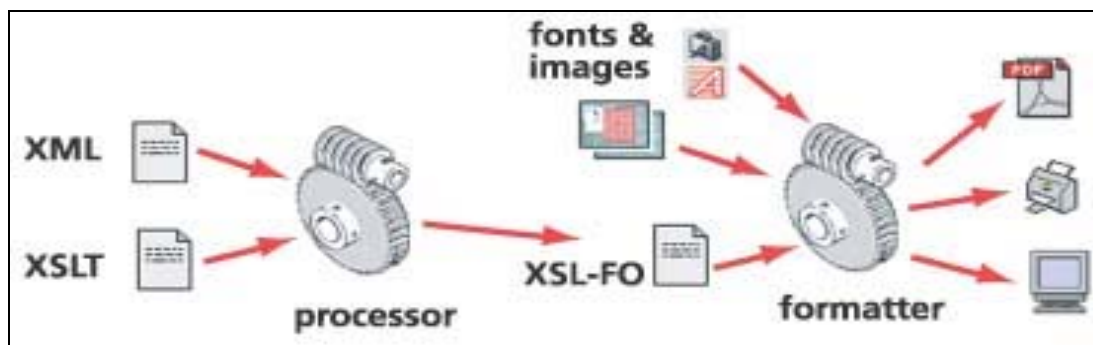 XML
XSLT
processor
fonts &
images
XSL-FO
formatter
PDF